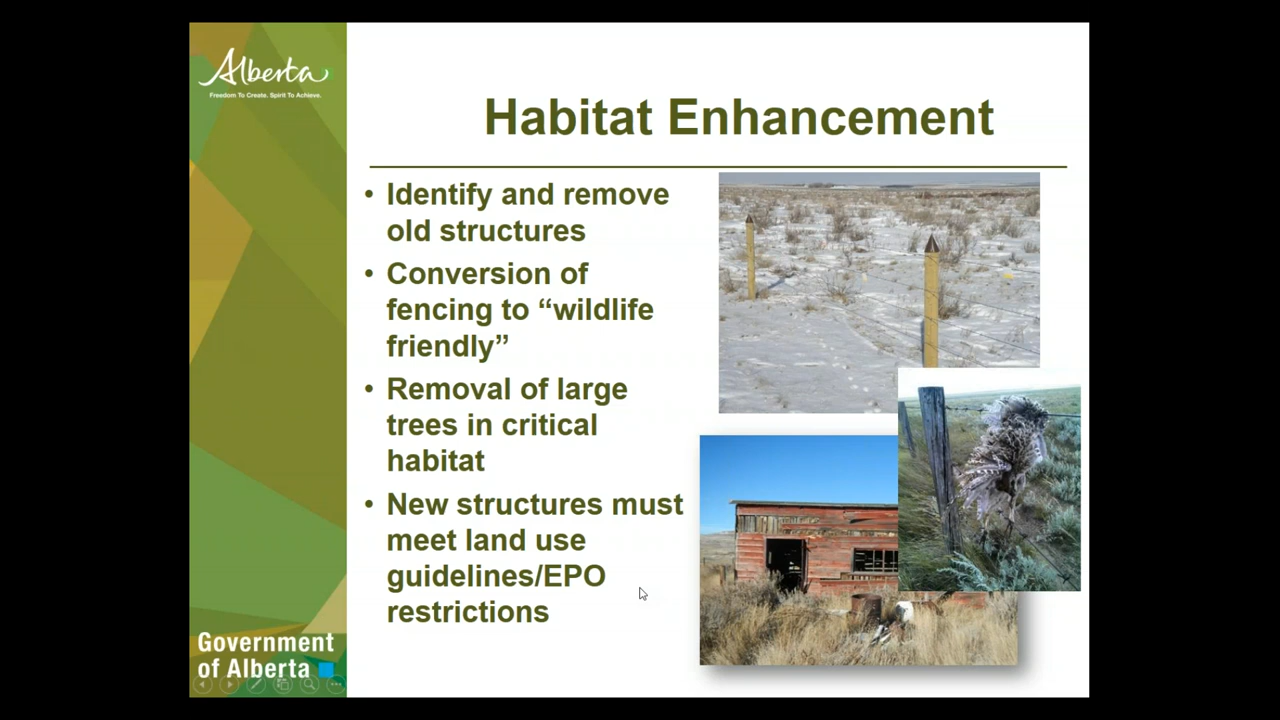 Alberta
Freedom To Create. Spirit To Achieve.
Habitat Enhancement
• Identify and remove
old structures
• Conversion of
fencing to “wildlife
friendly”
• Removal of large
trees in critical
habitat
• New structures must
meet land use
guidelines/EPO
restrictions
Government
of Alberta